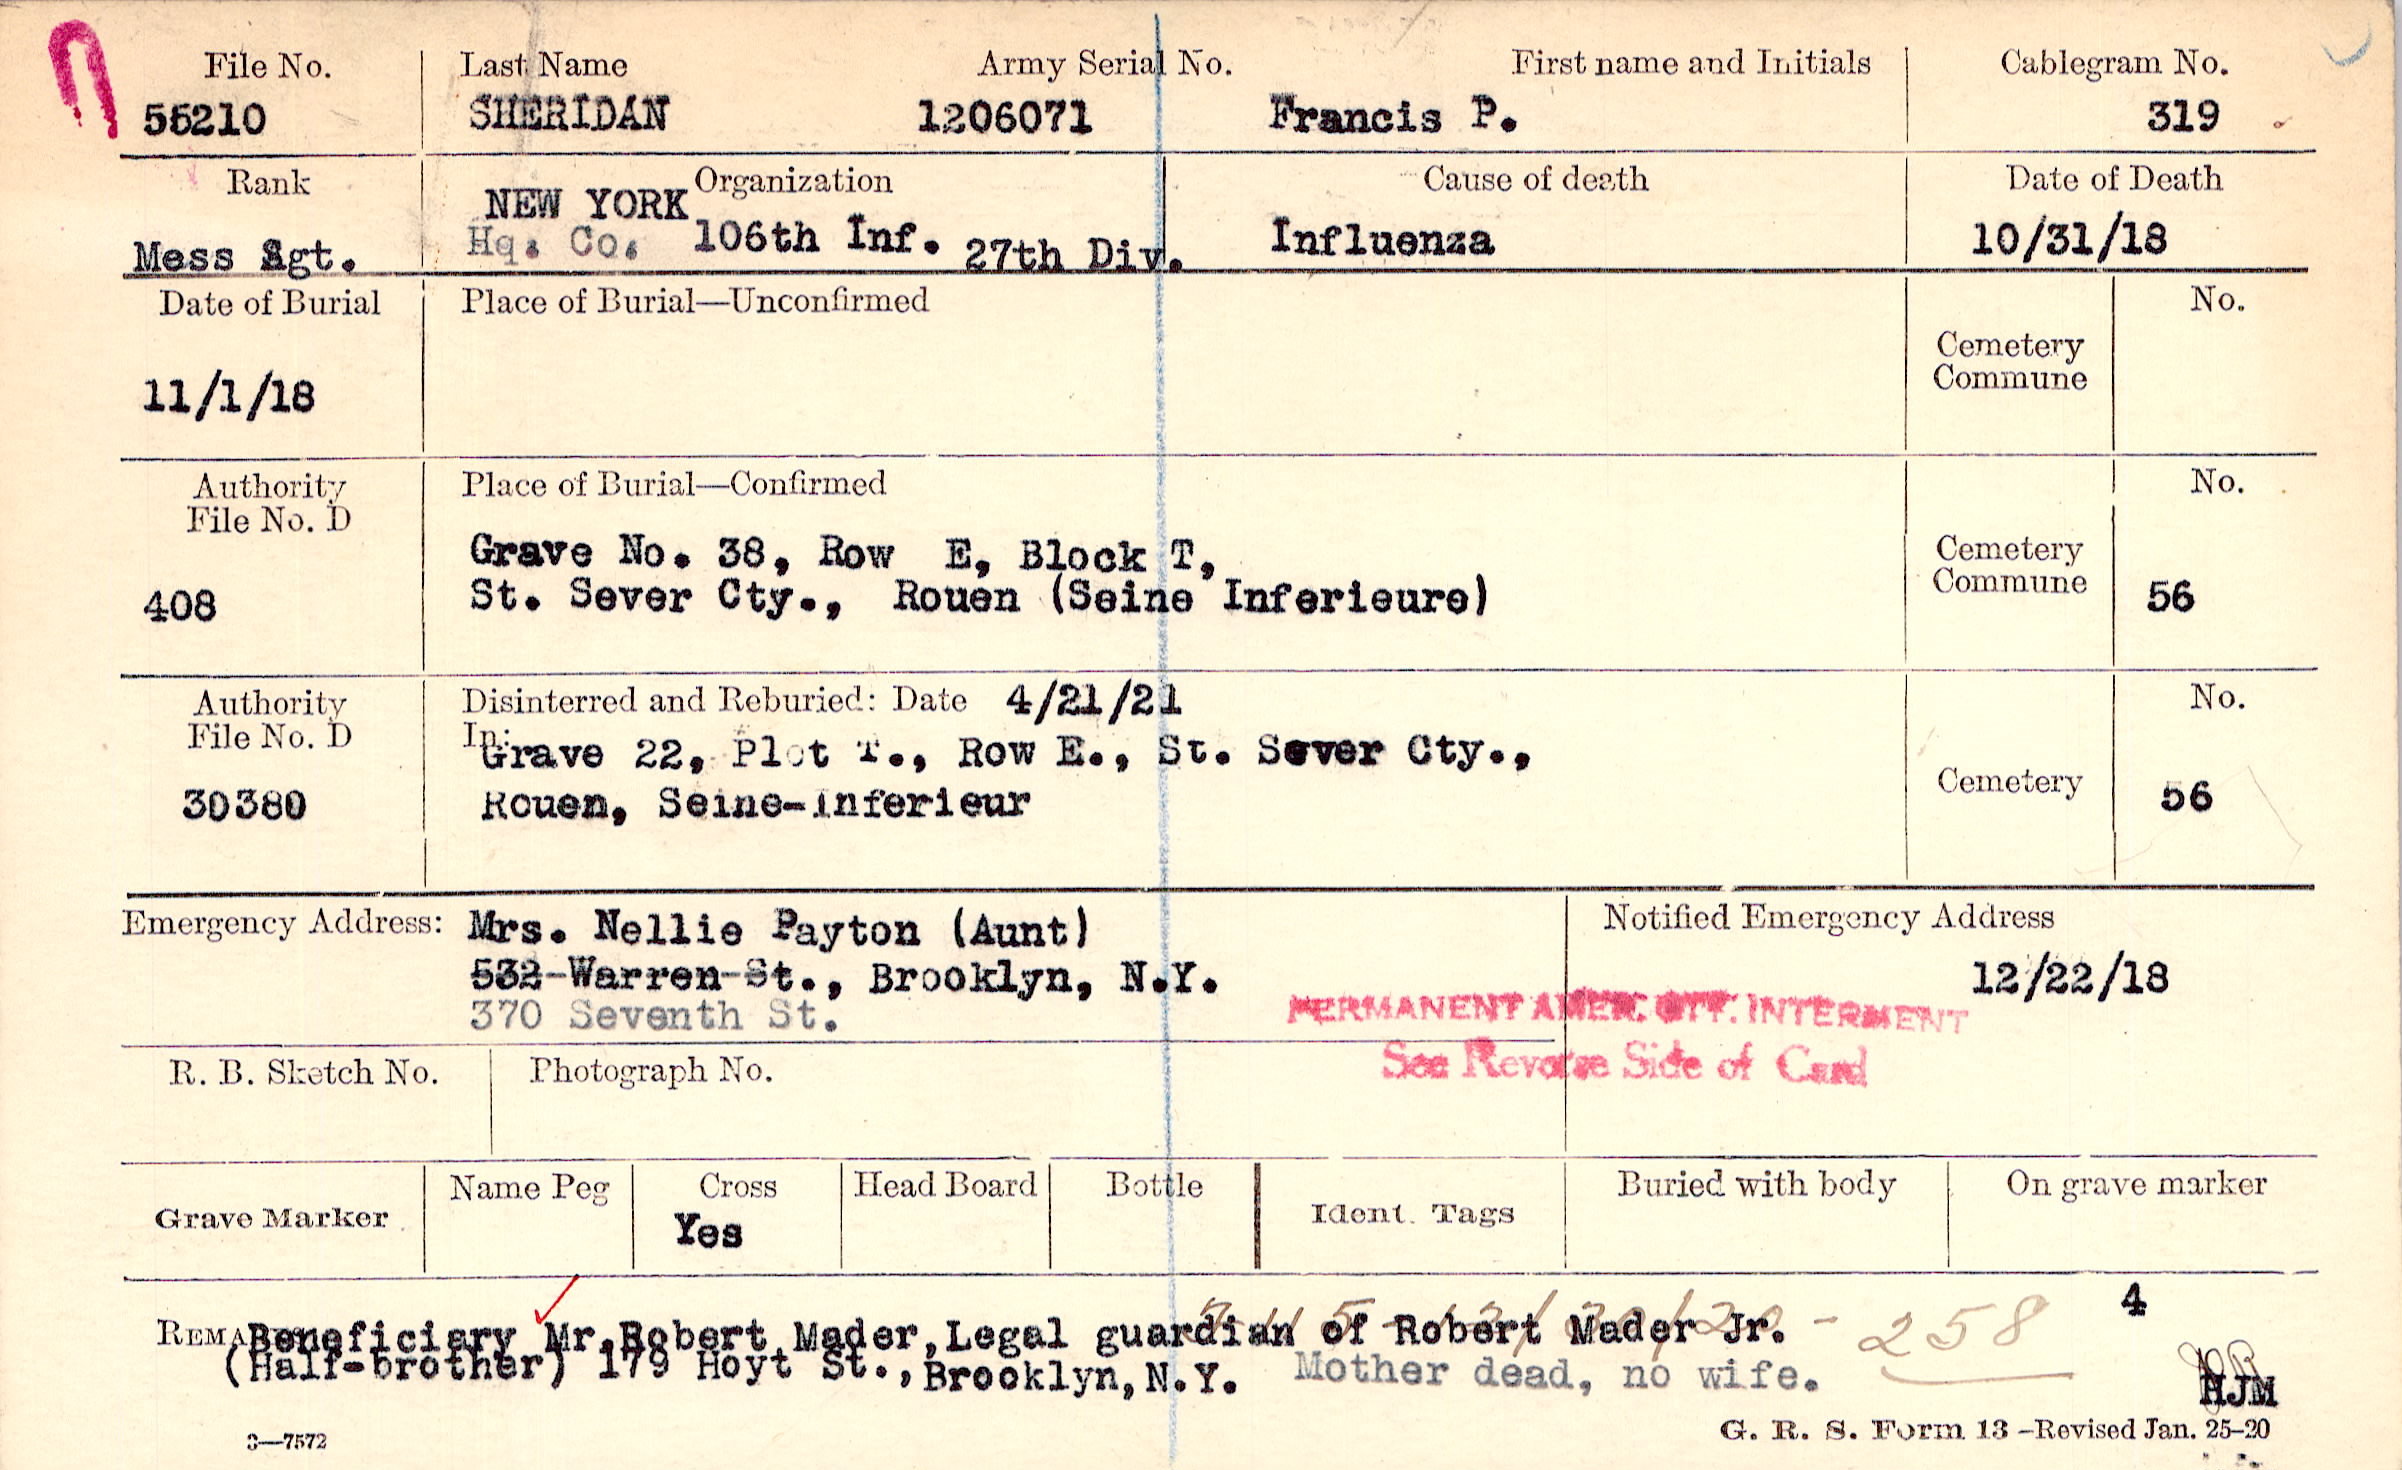 File No. Last Name Army Serial No. First name and Initials Cablegram No.
55210 SHERIDAN 1206071 Francis P. 319
Rank Organization Cause of death Date of Death
NEW YORK
Mess Sgt. Hq. Co. 106th Inf. 27th Div. Influenza 10/31/18
Date of Burial Place of Burial—Unconfirmed No.
Cemetery
Commune
11/1/18
Authority Place of Burial—Confirmed No.
File No. D
Grave No. 38, Row E, Block T, Cemetery
408 St. Sever Cty., Rouen (Seine Inferieure) Commune 56
Authority Disinterred and Reburied: Date 4/21/21 No.
File No. D In:
Grave 22, Plot T., Row E., St. Sever Cty.,
30380 Rouen, Seine-Inferieur Cemetery 56
Emergency Address: Mrs. Nellie Payton (Aunt) Notified Emergency Address
532-Warren-St., Brooklyn, N.Y. 12/22/18
370 Seventh St.
PERMANENT AMER. CTY. INTERMENT
See Reverse Side of Card
R. B. Sketch No. Photograph No.
Grave Marker Name Peg Cross Head Board Bottle Ident. Tags Buried with body On grave marker
Yes
4
Beneficiary Mr. Robert Mader, Legal guardian of Robert Mader Jr. - 258
(Half-brother) 179 Hoyt St., Brooklyn, N.Y. Mother dead, no wife.
HJM
3—7572 G. R. S. Form 13 -Revised Jan. 25-20